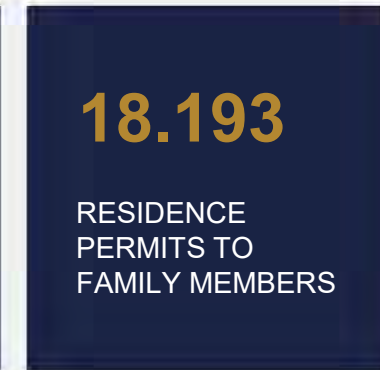 18.193
RESIDENCE
PERMITS TO
FAMILY MEMBERS